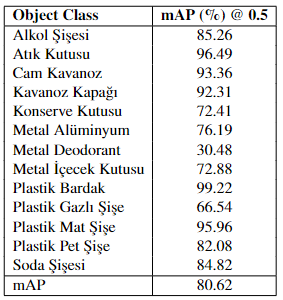 Object Class mAP (%) @ 0.5
Alkol Şişesi 85.26
Atık Kutusu 96.49
Cam Kavanoz 93.36
Kavanoz Kapağı 92.31
Konserve Kutusu 72.41
Metal Alüminyum 76.19
Metal Deodorant 30.48
Metal İçecek Kutusu 72.88
Plastik Bardak 99.22
Plastik Gazlı Şişe 66.54
Plastik Mat Şişe 95.96
Plastik Pet Şişe 82.08
Soda Şişesi 84.82
mAP 80.62